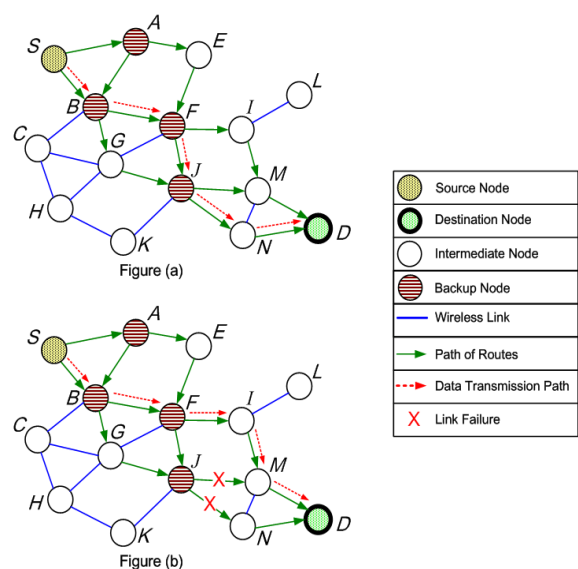 A
S
E
L
B
F
I
C
G
J
M
H
N
D
K
Figure (a)
A
S
E
L
B
F
I
C
G
J
M
X
X
H
N
D
K
Figure (b)
Source Node
Destination Node
Intermediate Node
Backup Node
Wireless Link
Path of Routes
Data Transmission Path
X Link Failure